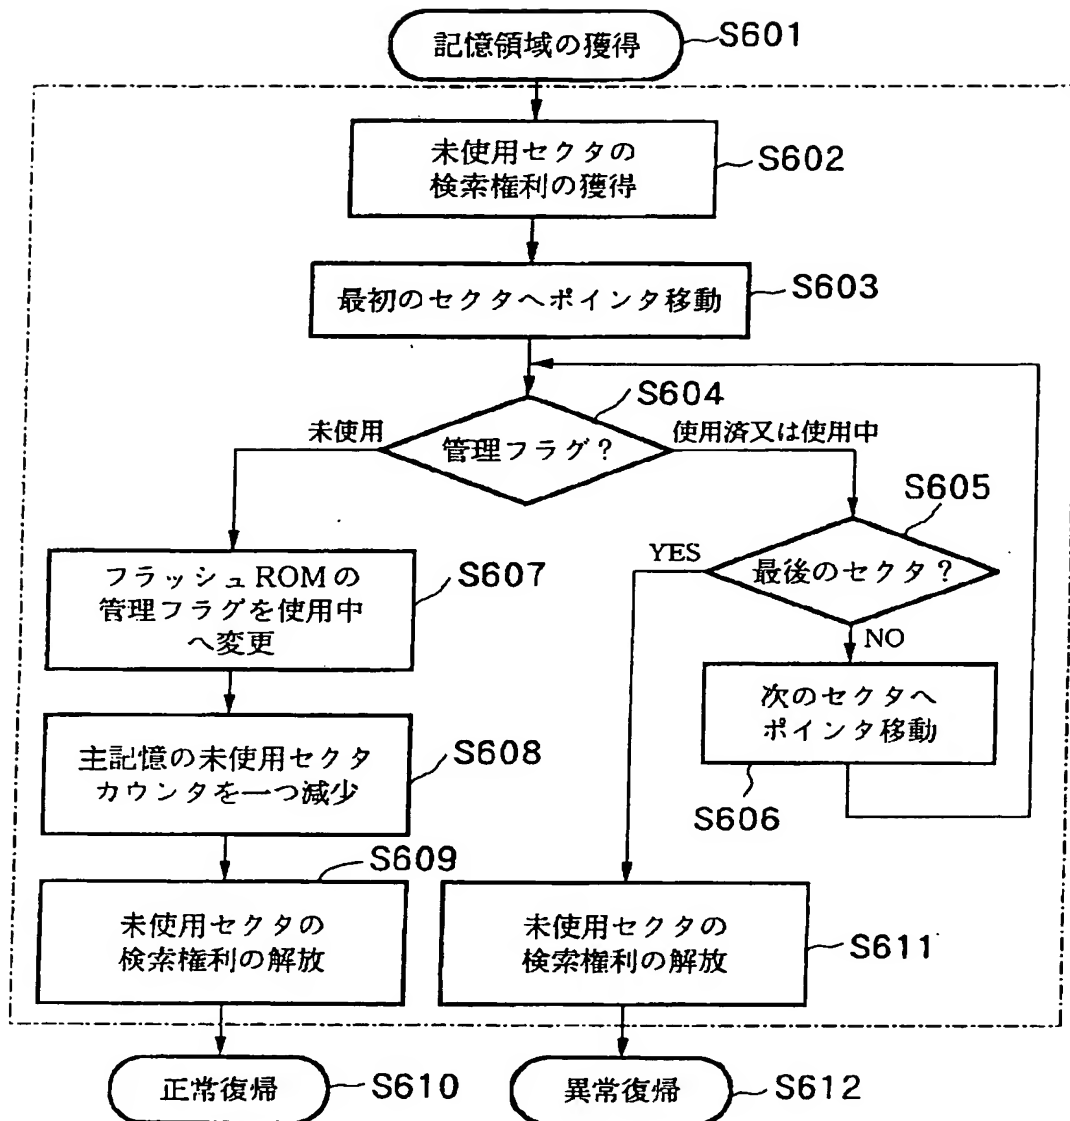 記憶領域の獲得
S601
未使用セクタの
検索権利の獲得
S602
最初のセクタへポインタ移動
S603
S604
未使用
管理フラグ?
使用済又は使用中
S605
YES
最後のセクタ?
NO
フラッシュROMの
管理フラグを使用中
へ変更
S607
次のセクタへ
ポインタ移動
S606
主記憶の未使用セクタ
カウンタを一つ減少
S608
S609
未使用セクタの
検索権利の解放
未使用セクタの
検索権利の解放
S611
正常復帰
S610
異常復帰
S612